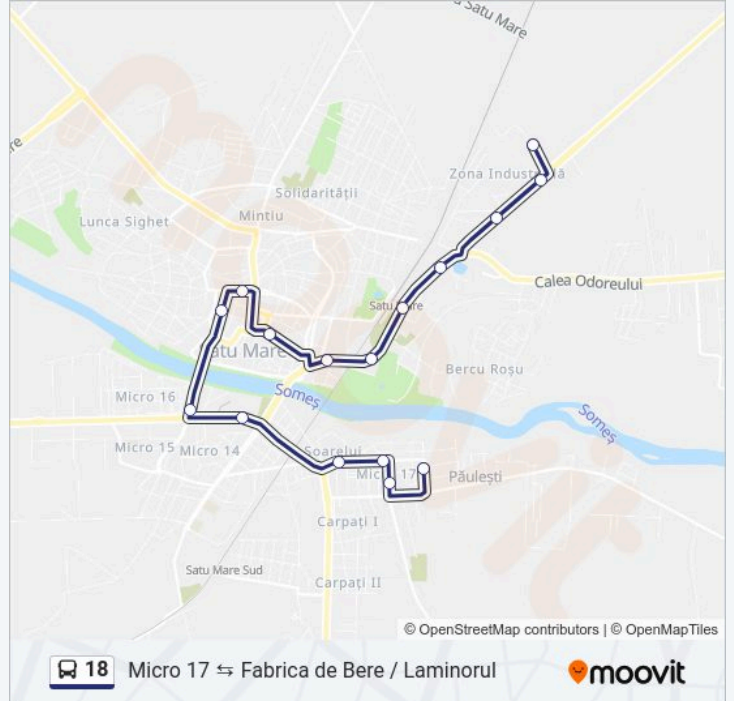 Satu Mare
Zona Industrială
Solidarității
Mintiu
Lunca Sighet
Calea Odoreului
Satu Mare
Satu Mare
Bercu Roșu
Someș
Micro 16
Someș
Micro 15
Micro 14
Soarelui
Micro 17
Păulești
Carpați I
Satu Mare Sud
Carpați II
© OpenStreetMap contributors | © OpenMapTiles
18 Micro 17 ⇆ Fabrica de Bere / Laminorul
moovit